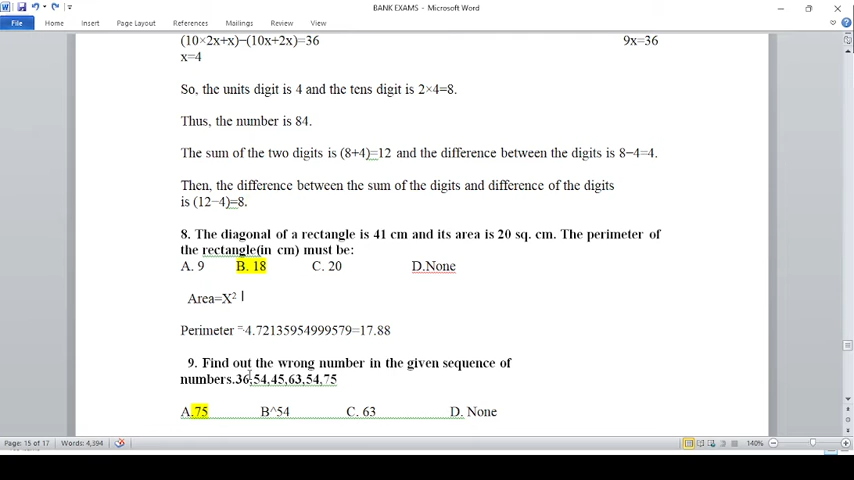 BANK EXAMS - Microsoft Word
File Home Insert Page Layout References Mailings Review View
(10×2x+x)−(10x+2x)=36 9x=36
x=4
So, the units digit is 4 and the tens digit is 2×4=8.
Thus, the number is 84.
The sum of the two digits is (8+4)=12 and the difference between the digits is 8−4=4.
Then, the difference between the sum of the digits and difference of the digits
is (12−4)=8.
8. The diagonal of a rectangle is 41 cm and its area is 20 sq. cm. The perimeter of
the rectangle(in cm) must be:
A. 9 B. 18 C. 20 D.None
Area=X²
Perimeter =4.72135954999579=17.88
9. Find out the wrong number in the given sequence of
numbers.36,54,45,63,54,75
A.75 B^54 C. 63 D. None
Page: 15 of 17 Words: 4,394 140%